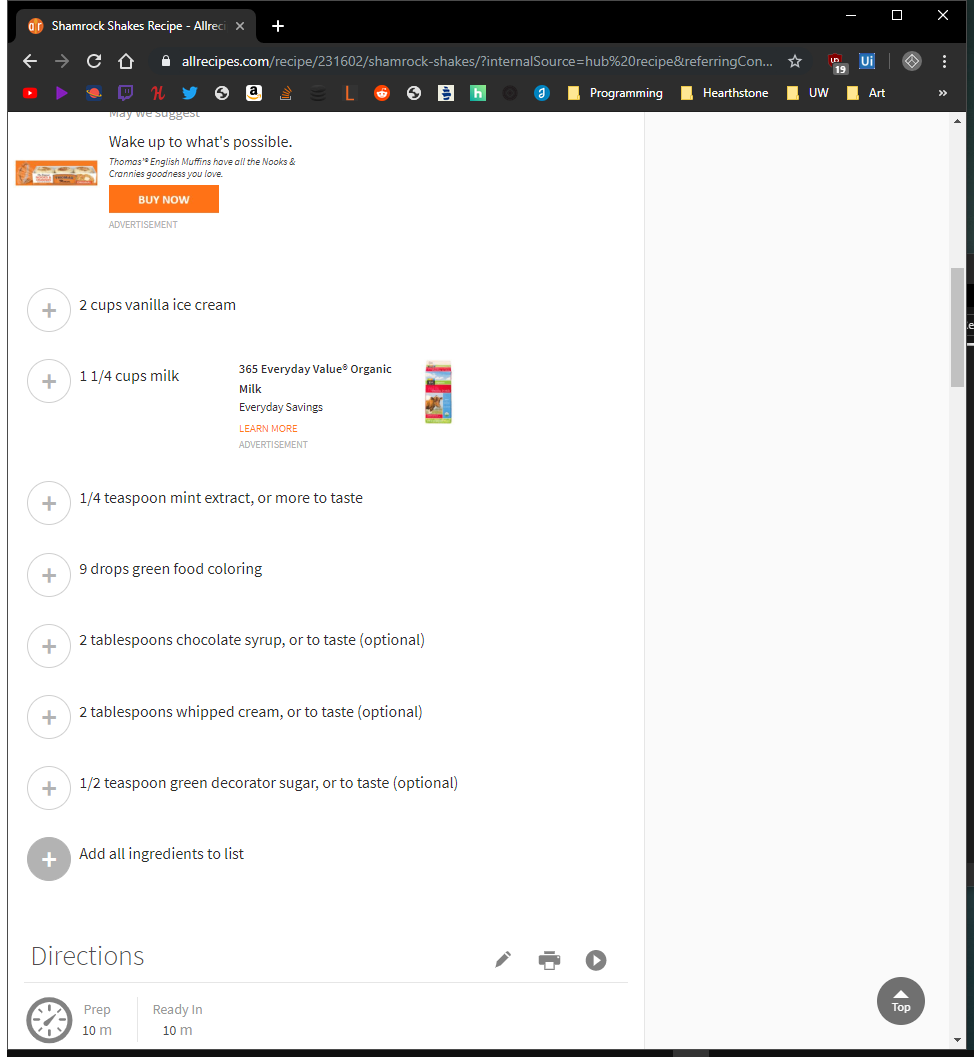 Shamrock Shakes Recipe - Allreci
allrecipes.com/recipe/231602/shamrock-shakes/?internalSource=hub%20recipe&referringCon...
19
Ui
Programming
Hearthstone
UW
Art
»
May we suggest
Wake up to what's possible.
Thomas'® English Muffins have all the Nooks &
Crannies goodness you love.
BUY NOW
ADVERTISEMENT
2 cups vanilla ice cream
1 1/4 cups milk
365 Everyday Value® Organic
Milk
Everyday Savings
LEARN MORE
ADVERTISEMENT
1/4 teaspoon mint extract, or more to taste
9 drops green food coloring
2 tablespoons chocolate syrup, or to taste (optional)
2 tablespoons whipped cream, or to taste (optional)
1/2 teaspoon green decorator sugar, or to taste (optional)
Add all ingredients to list
Directions
Prep
10 m
Ready In
10 m
Top